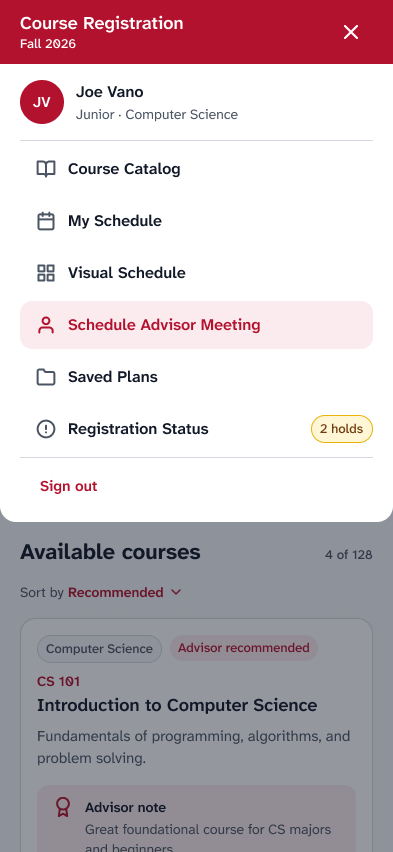 Course Registration
Fall 2026
JV
Joe Vano
Junior · Computer Science
Course Catalog
My Schedule
Visual Schedule
Schedule Advisor Meeting
Saved Plans
Registration Status
2 holds
Sign out
Available courses
4 of 128
Sort by Recommended
Computer Science
Advisor recommended
CS 101
Introduction to Computer Science
Fundamentals of programming, algorithms, and
problem solving.
Advisor note
Great foundational course for CS majors
and beginners